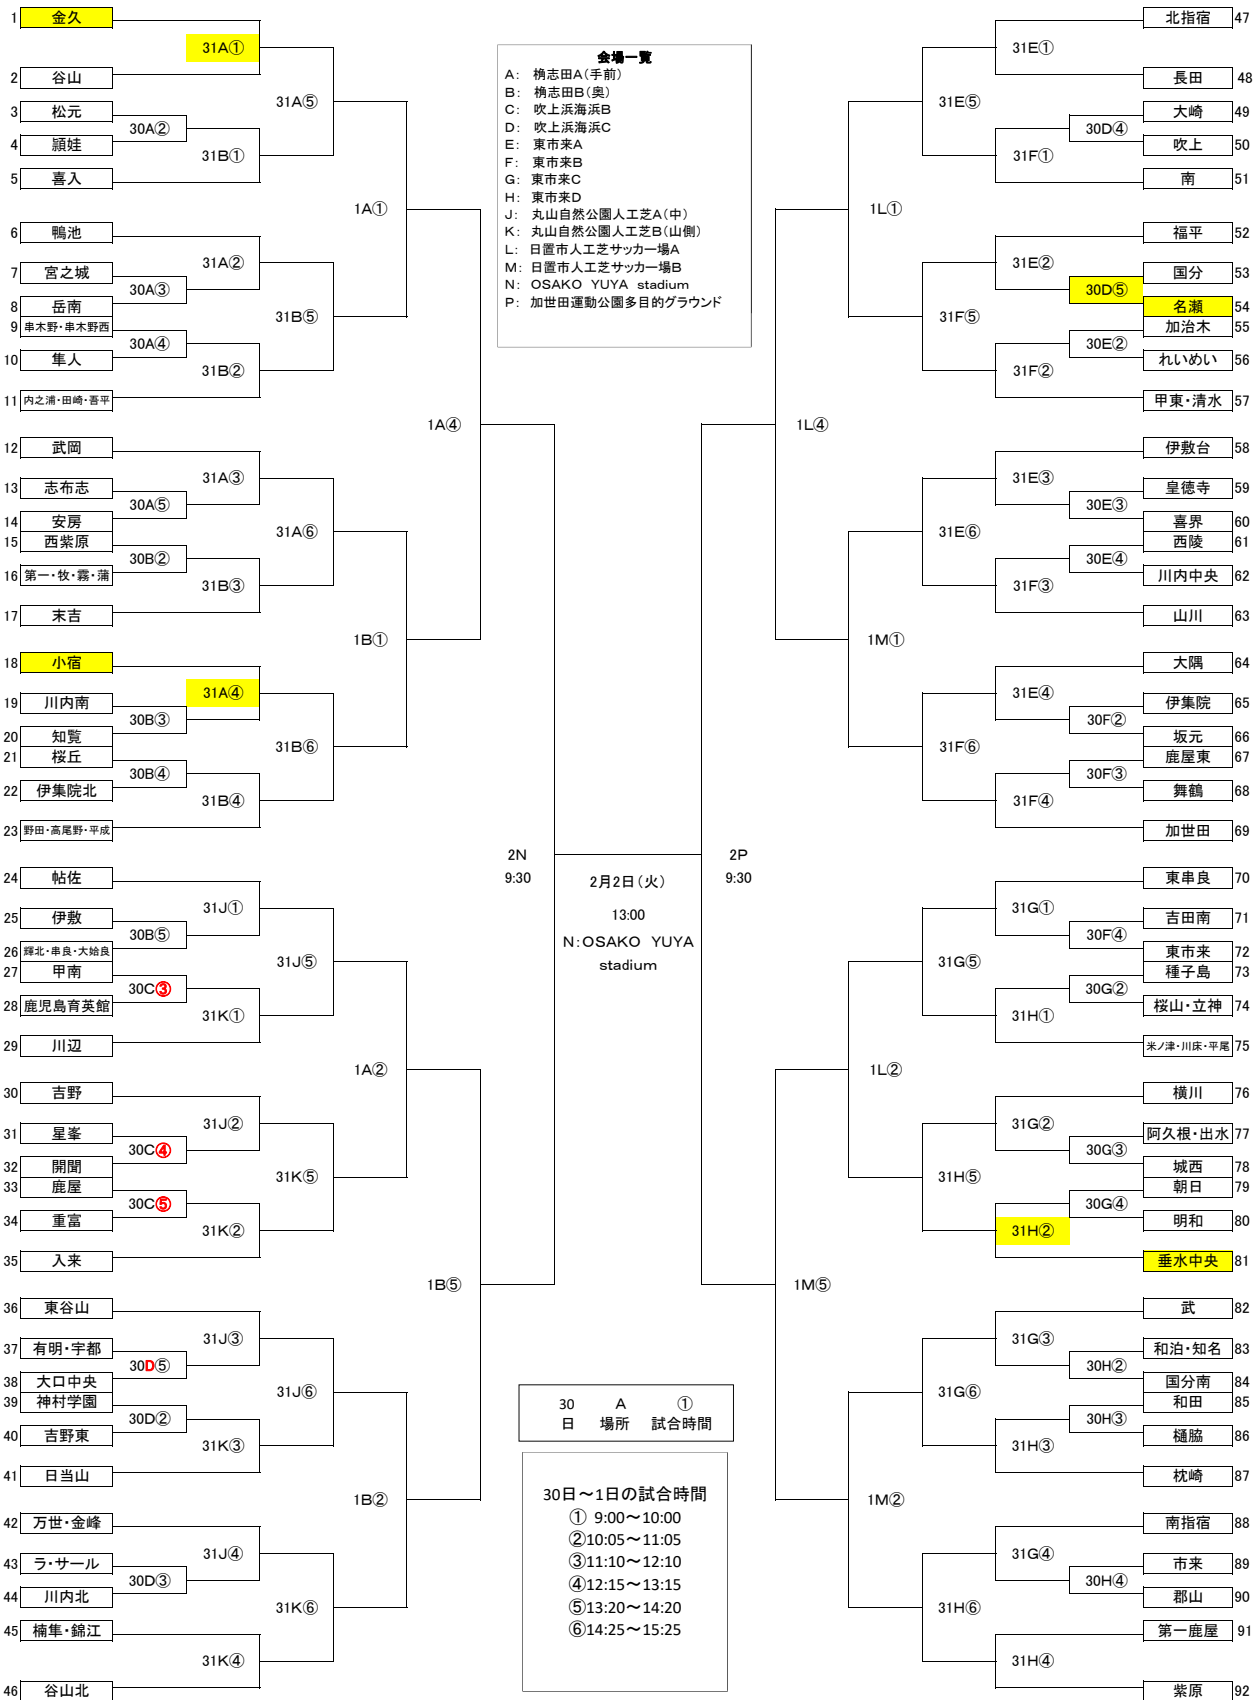 1 金久
31A①
2 谷山
31A⑤
3 松元
30A②
4 頴娃
31B①
5 喜入
1A①
6 鴨池
31A②
7 宮之城
30A③
8 岳南
31B⑤
9 串木野・串木野西
30A④
10 隼人
31B②
11 内之浦・田崎・吾平
1A④
12 武岡
31A③
13 志布志
30A⑤
14 安房
31A⑥
15 西紫原
30B②
16 第一・牧・霧・蒲
31B③
17 末吉
1B①
18 小宿
31A④
19 川内南
30B③
20 知覧
31B⑥
21 桜丘
30B④
22 伊集院北
31B④
23 野田・高尾野・平成
2N
9:30
24 帖佐
31J①
25 伊敷
30B⑤
26 輝北・串良・大姶良
31J⑤
27 甲南
30C③
28 鹿児島育英館
31K①
29 川辺
1A②
30 吉野
31J②
31 星峯
30C④
32 開聞
31K⑤
33 鹿屋
30C⑤
34 重富
31K②
35 入来
1B⑤
36 東谷山
31J③
37 有明・宇都
30D⑤
38 大口中央
31J⑥
39 神村学園
30D②
40 吉野東
31K③
41 日当山
1B②
42 万世・金峰
31J④
43 ラ・サール
30D③
44 川内北
31K⑥
45 楠隼・錦江
31K④
46 谷山北
会場一覧
A: 桷志田A(手前)
B: 桷志田B(奥)
C: 吹上浜海浜B
D: 吹上浜海浜C
E: 東市来A
F: 東市来B
G: 東市来C
H: 東市来D
J: 丸山自然公園人工芝A(中)
K: 丸山自然公園人工芝B(山側)
L: 日置市人工芝サッカー場A
M: 日置市人工芝サッカー場B
N: OSAKO YUYA stadium
P: 加世田運動公園多目的グラウンド
2月2日(火)
13:00
N:OSAKO YUYA
stadium
30 A ①
日 場所 試合時間
30日～1日の試合時間
① 9:00～10:00
②10:05～11:05
③11:10～12:10
④12:15～13:15
⑤13:20～14:20
⑥14:25～15:25
北指宿 47
31E①
長田 48
31E⑤
大崎 49
30D④
吹上 50
31F①
南 51
1L①
福平 52
31E②
国分 53
30D⑤
名瀬 54
31F⑤
加治木 55
30E②
れいめい 56
31F②
甲東・清水 57
1L④
伊敷台 58
31E③
皇徳寺 59
30E③
喜界 60
31E⑥
西陵 61
30E④
川内中央 62
31F③
山川 63
1M①
大隅 64
31E④
伊集院 65
30F②
坂元 66
31F⑥
鹿屋東 67
30F③
舞鶴 68
31F④
加世田 69
2P
9:30
東串良 70
31G①
吉田南 71
30F④
東市来 72
31G⑤
種子島 73
30G②
桜山・立神 74
31H①
米ノ津・川床・平尾 75
1L②
横川 76
31G②
阿久根・出水 77
30G③
城西 78
31H⑤
朝日 79
30G④
明和 80
31H②
垂水中央 81
1M⑤
武 82
31G③
和泊・知名 83
30H②
国分南 84
31G⑥
和田 85
30H③
樋脇 86
31H③
枕崎 87
1M②
南指宿 88
31G④
市来 89
30H④
郡山 90
31H⑥
第一鹿屋 91
31H④
紫原 92